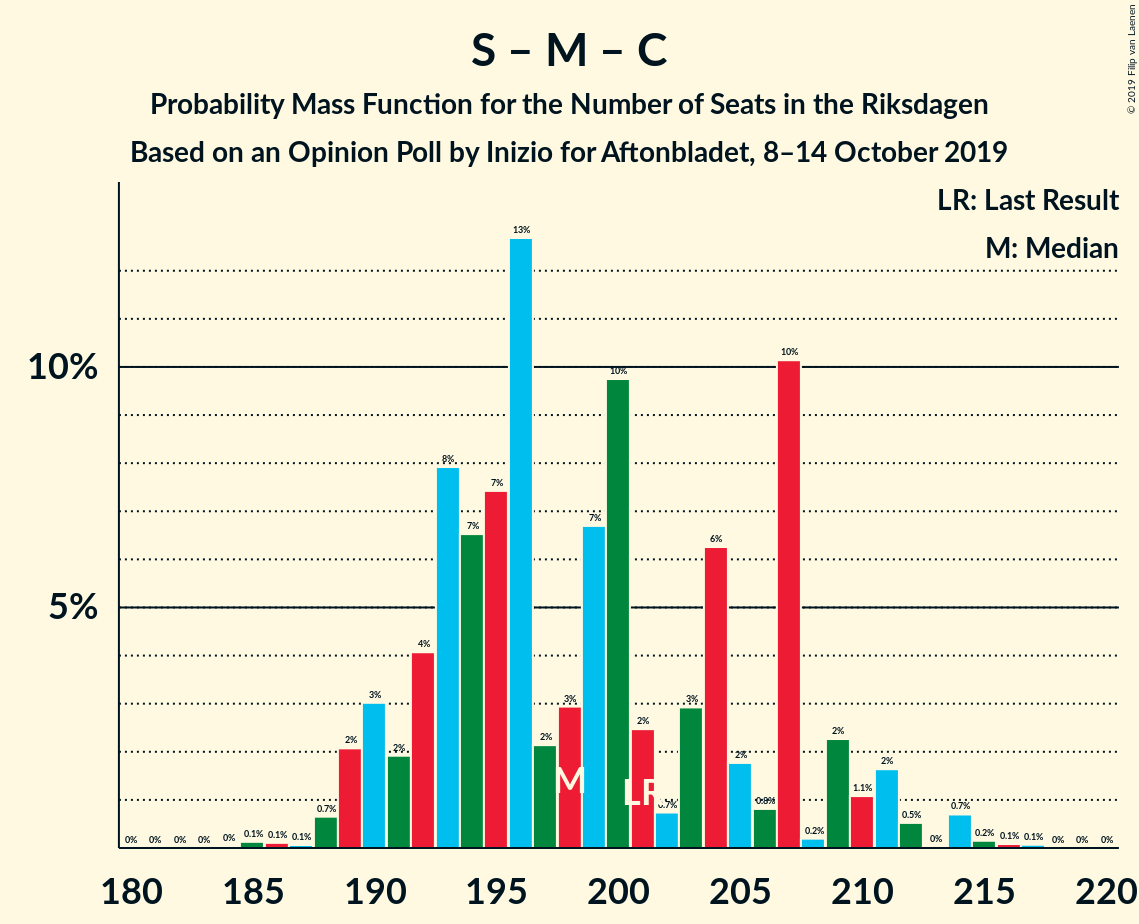 S – M – C
Probability Mass Function for the Number of Seats in the Riksdagen
Based on an Opinion Poll by Inizio for Aftonbladet, 8–14 October 2019
© 2019 Filip van Laenen
LR: Last Result
M: Median
10%
5%
0% 0% 0% 0% 0% 0.1% 0.1% 0.1% 0.7% 2% 3% 2% 4% 8% 7% 7% 13% 2% 3% 7% 10% 2% 0.7% 3% 6% 2% 0.8% 10% 0.2% 2% 1.1% 2% 0.5% 0% 0.7% 0.2% 0.1% 0.1% 0% 0% 0%
M LR
180 185 190 195 200 205 210 215 220